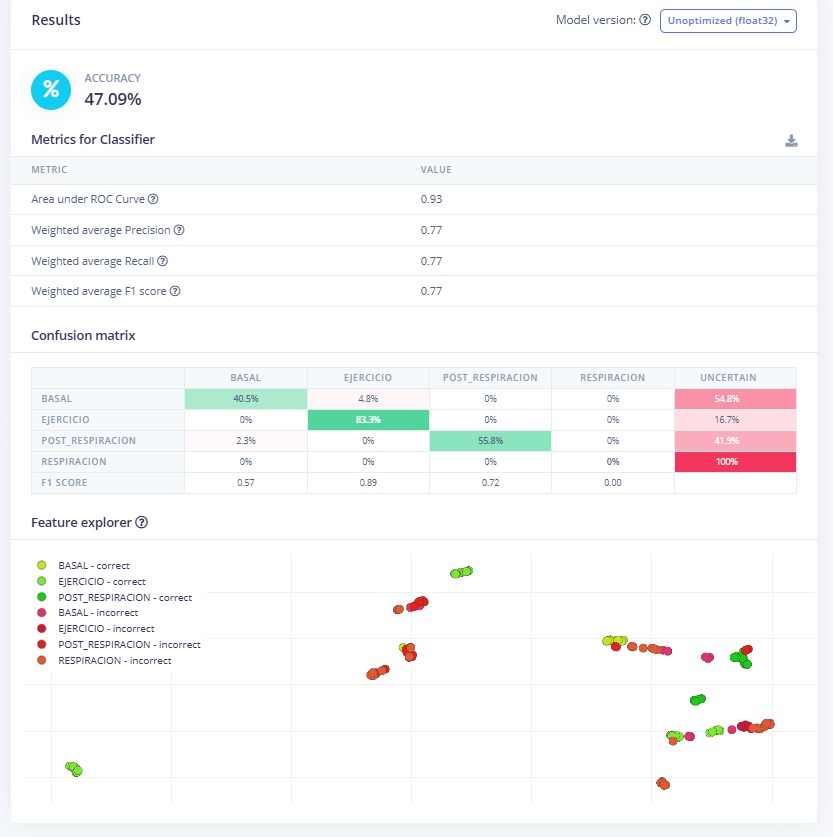 Results
Model version: Unoptimized (float32)
%
ACCURACY
47.09%
Metrics for Classifier
METRIC VALUE
Area under ROC Curve ? 0.93
Weighted average Precision ? 0.77
Weighted average Recall ? 0.77
Weighted average F1 score ? 0.77
Confusion matrix
BASAL EJERCICIO POST_RESPIRACION RESPIRACION UNCERTAIN
BASAL 40.5% 4.8% 0% 0% 54.8%
EJERCICIO 0% 83.3% 0% 0% 16.7%
POST_RESPIRACION 2.3% 0% 55.8% 0% 41.9%
RESPIRACION 0% 0% 0% 0% 100%
F1 SCORE 0.57 0.89 0.72 0.00
Feature explorer ?
BASAL - correct
EJERCICIO - correct
POST_RESPIRACION - correct
BASAL - incorrect
EJERCICIO - incorrect
POST_RESPIRACION - incorrect
RESPIRACION - incorrect